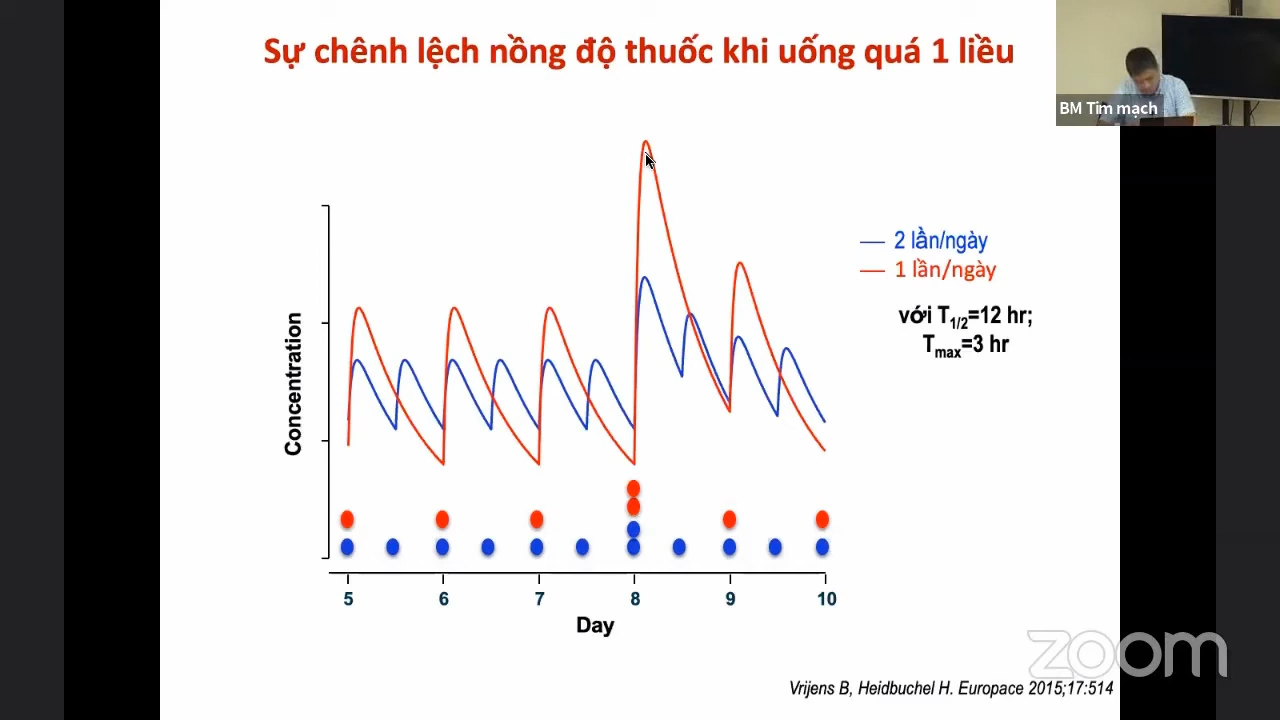 Sự chênh lệch nồng độ thuốc khi uống quá 1 liều
BM Tim mạch
2 lần/ngày
1 lần/ngày
với T1/2=12 hr;
Tmax=3 hr
Concentration
5 6 7 8 9 10
Day
zoom
Vrijens B, Heidbuchel H. Europace 2015;17:514